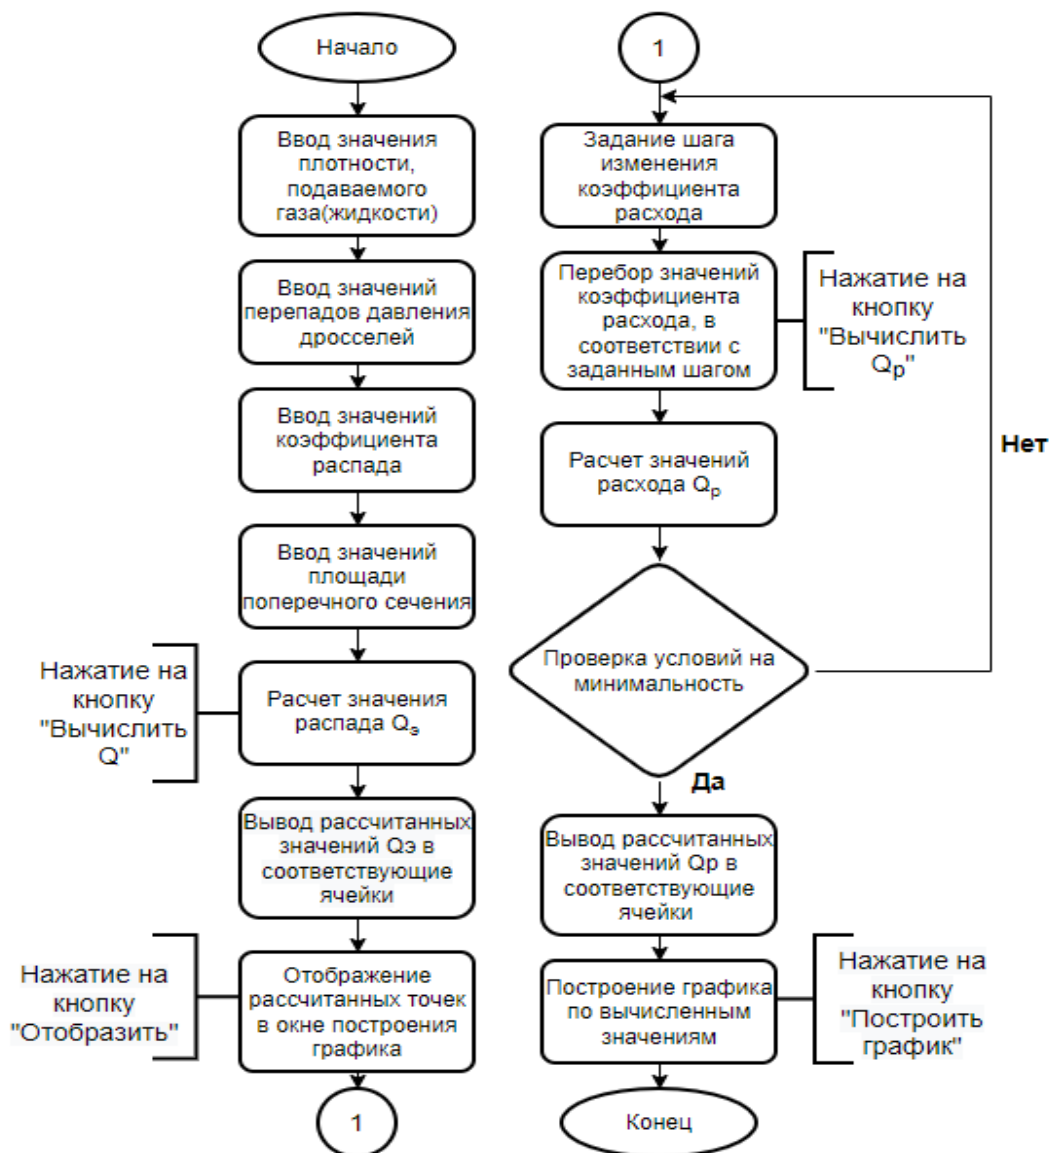 Начало
Ввод значения
плотности,
подаваемого
газа(жидкости)
Ввод значений
перепадов давления
дросселей
Ввод значений
коэффициента
распада
Ввод значений
площади
поперечного сечения
Нажатие на
кнопку
"Вычислить
Q"
Расчет значения
распада Qэ
Вывод рассчитанных
значений Qэ в
соответствующие
ячейки
Нажатие на
кнопку
"Отобразить"
Отображение
рассчитанных точек
в окне построения
графика
1
1
Задание шага
изменения
коэффициента
расхода
Перебор значений
коэффициента
расхода, в
соответствии с
заданным шагом
Нажатие на
кнопку
"Вычислить
Qр"
Расчет значений
расхода Qр
Нет
Проверка условий на
минимальность
Да
Вывод рассчитанных
значений Qр в
соответствующие
ячейки
Построение графика
по вычисленным
значениям
Нажатие на
кнопку
"Построить
график"
Конец